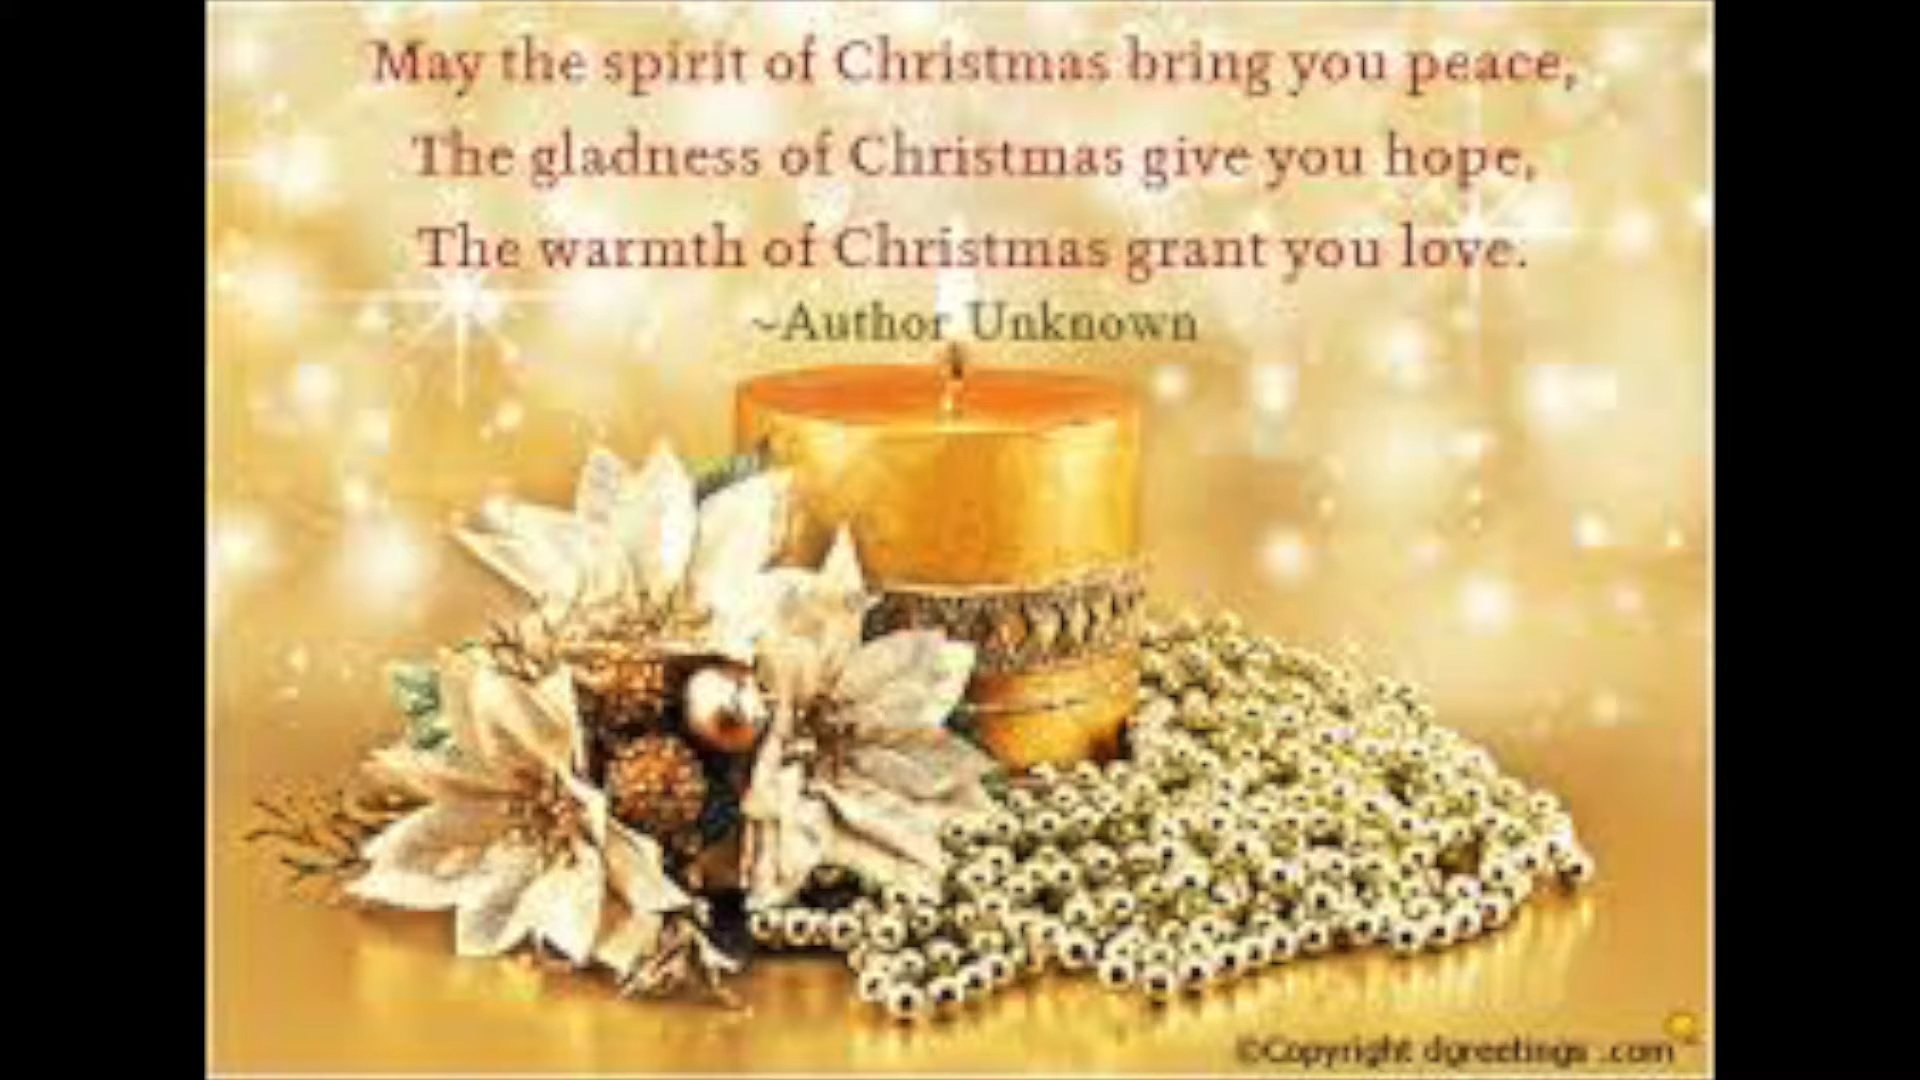 May the spirit of Christmas bring you peace,
The gladness of Christmas give you hope,
The warmth of Christmas grant you love.
~Author Unknown
©Copyright dgreetings .com